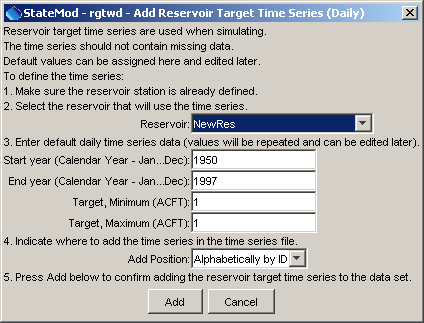 StateMod - rgtwd - Add Reservoir Target Time Series (Daily)
Reservoir target time series are used when simulating.
The time series should not contain missing data.
Default values can be assigned here and edited later.
To define the time series:
1. Make sure the reservoir station is already defined.
2. Select the reservoir that will use the time series.
Reservoir: NewRes
3. Enter default daily time series data (values will be repeated and can be edited later).
Start year (Calendar Year - Jan...Dec): 1950
End year (Calendar Year - Jan...Dec): 1997
Target, Minimum (ACFT): 1
Target, Maximum (ACFT): 1
4. Indicate where to add the time series in the time series file.
Add Position: Alphabetically by ID
5. Press Add below to confirm adding the reservoir target time series to the data set.
Add Cancel